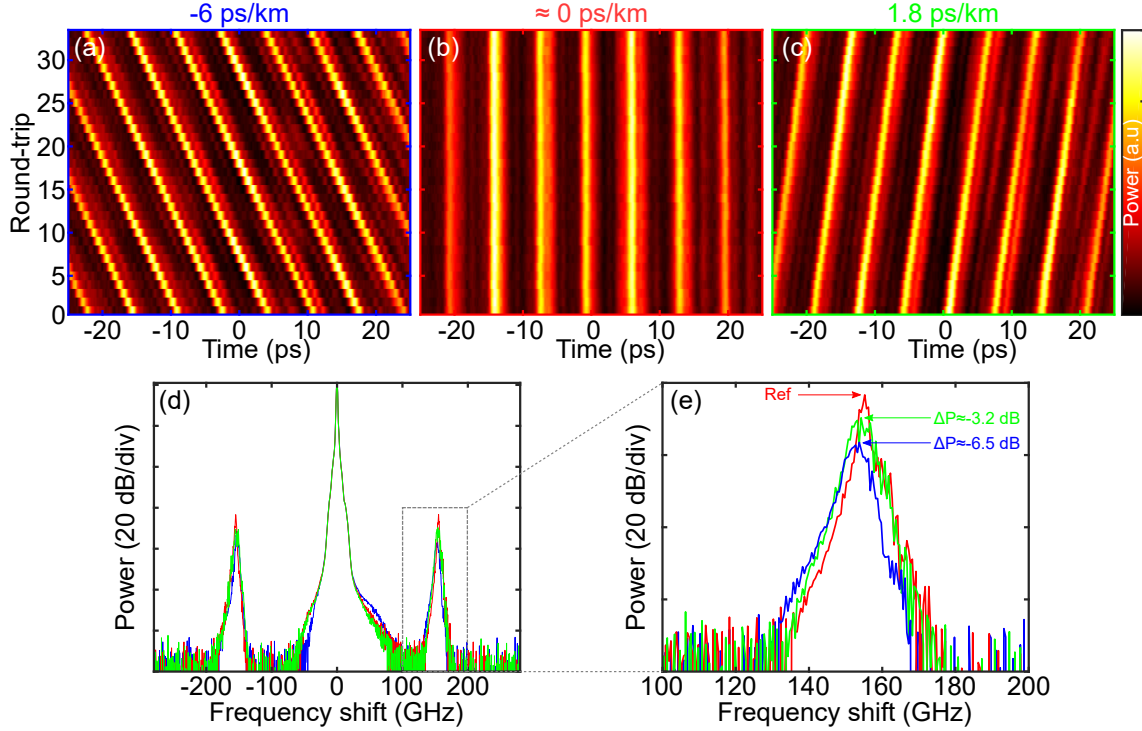 -6 ps/km
≈ 0 ps/km
1.8 ps/km
(a)
(b)
(c)
Round-trip
30
25
20
15
10
5
0
Power (a.u)
-20 -10 0 10 20
-20 -10 0 10 20
-20 -10 0 10 20
Time (ps)
Time (ps)
Time (ps)
(d)
Power (20 dB/div)
-200 -100 0 100 200
Frequency shift (GHz)
(e)
Ref
ΔP≈-3.2 dB
ΔP≈-6.5 dB
Power (20 dB/div)
100 120 140 160 180 200
Frequency shift (GHz)